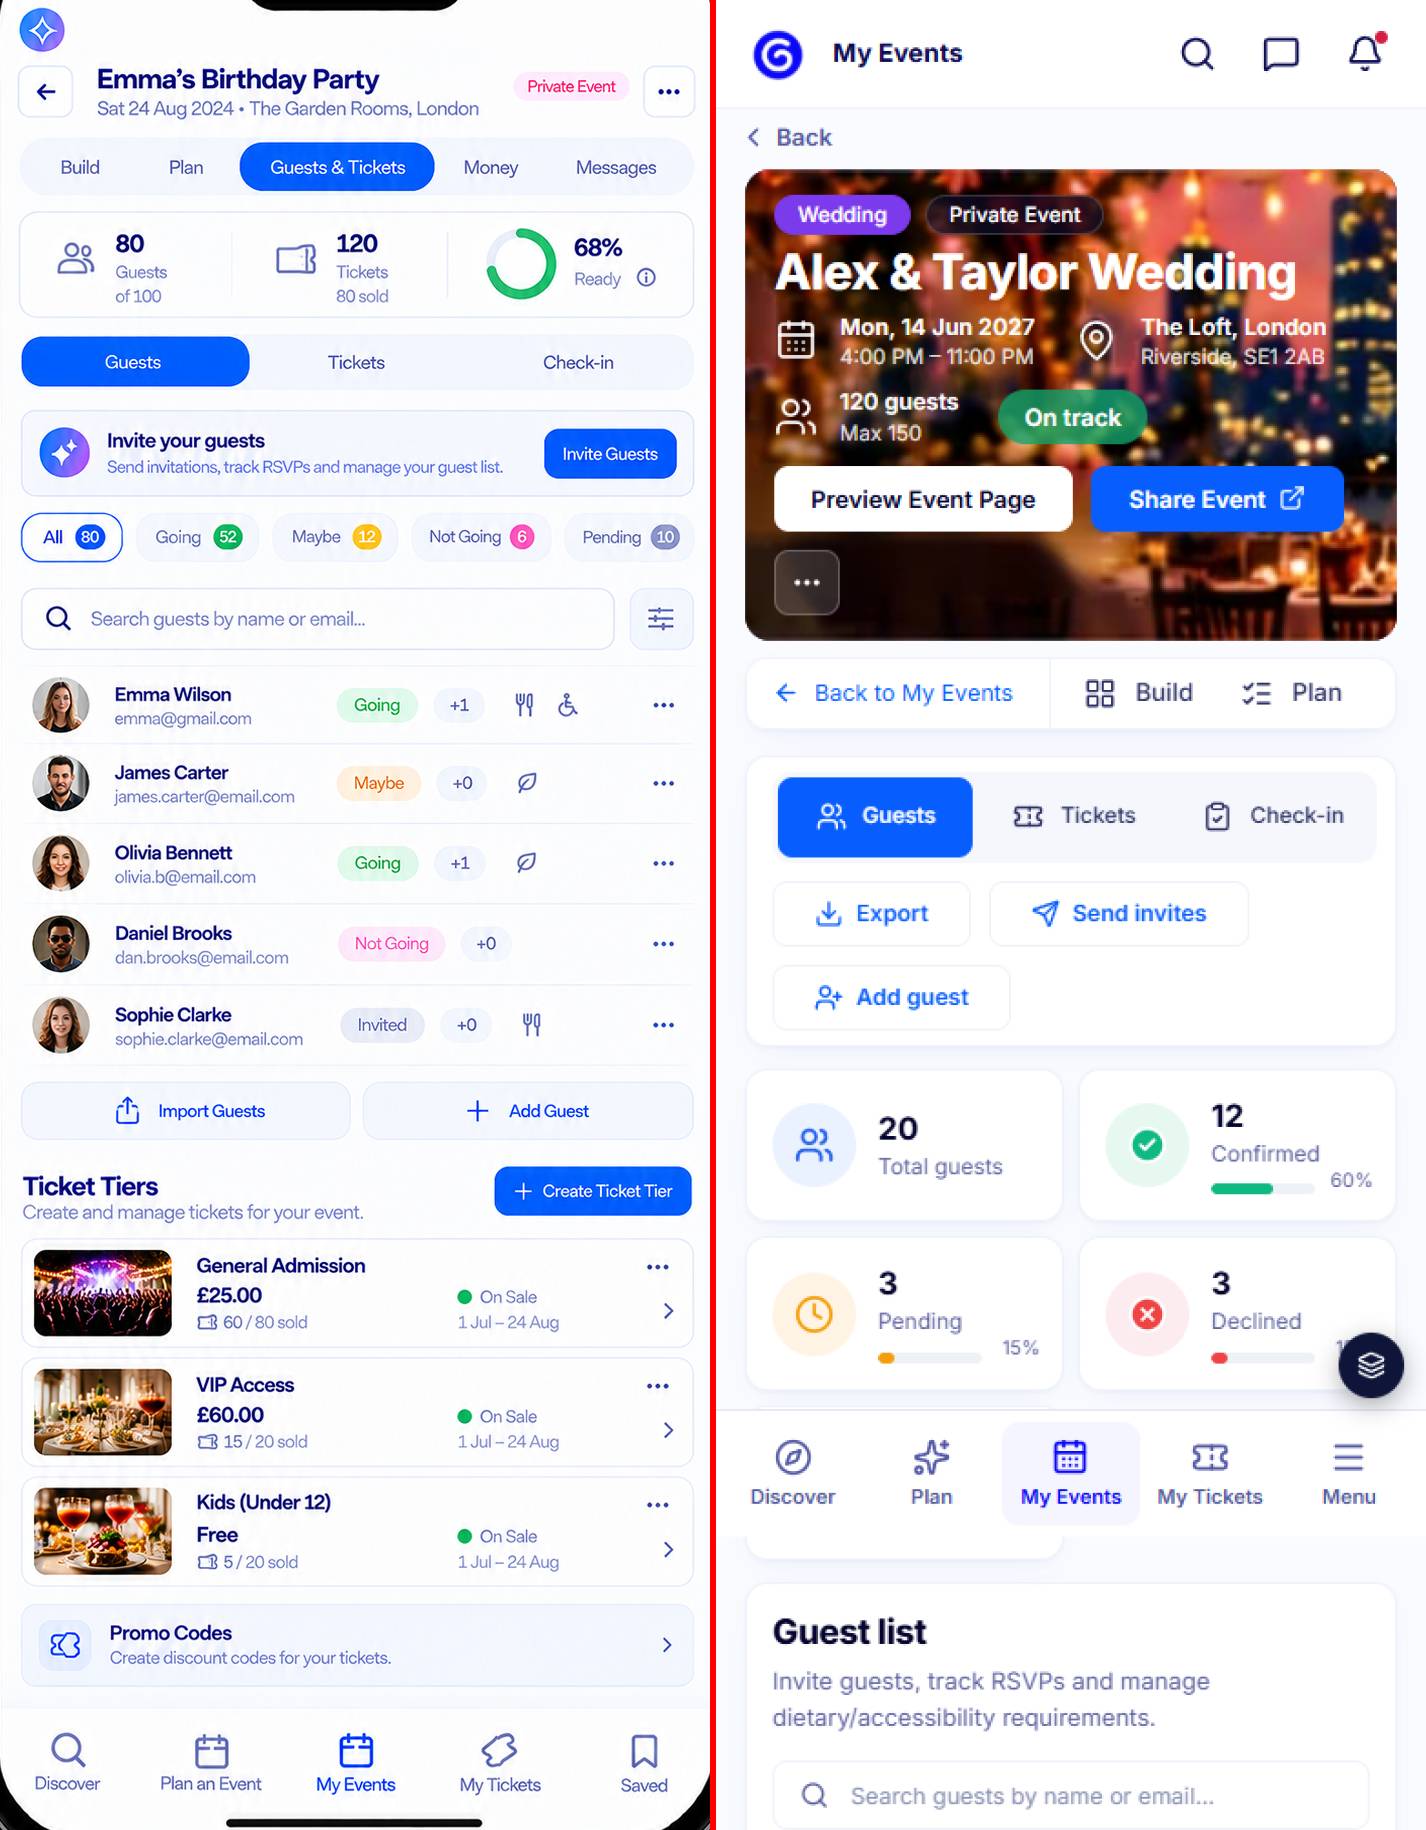 Emma's Birthday Party
Sat 24 Aug 2024 • The Garden Rooms, London
Private Event
Build
Plan
Guests & Tickets
Money
Messages
80
Guests
of 100
120
Tickets
80 sold
68%
Ready
Guests
Tickets
Check-in
Invite your guests
Send invitations, track RSVPs and manage your guest list.
Invite Guests
All 80
Going 52
Maybe 12
Not Going 6
Pending 10
Search guests by name or email...
Emma Wilson
emma@gmail.com
Going
+1
James Carter
james.carter@email.com
Maybe
+0
Olivia Bennett
olivia.b@email.com
Going
+1
Daniel Brooks
dan.brooks@email.com
Not Going
+0
Sophie Clarke
sophie.clarke@email.com
Invited
+0
Import Guests
Add Guest
Ticket Tiers
Create and manage tickets for your event.
Create Ticket Tier
General Admission
£25.00
60 / 80 sold
On Sale
1 Jul – 24 Aug
VIP Access
£60.00
15 / 20 sold
On Sale
1 Jul – 24 Aug
Kids (Under 12)
Free
5 / 20 sold
On Sale
1 Jul – 24 Aug
Promo Codes
Create discount codes for your tickets.
Discover
Plan an Event
My Events
My Tickets
Saved
My Events
Back
Wedding
Private Event
Alex & Taylor Wedding
Mon, 14 Jun 2027
4:00 PM – 11:00 PM
The Loft, London
Riverside, SE1 2AB
120 guests
Max 150
On track
Preview Event Page
Share Event
Back to My Events
Build
Plan
Guests
Tickets
Check-in
Export
Send invites
Add guest
20
Total guests
12
Confirmed
60%
3
Pending
15%
3
Declined
Discover
Plan
My Events
My Tickets
Menu
Guest list
Invite guests, track RSVPs and manage
dietary/accessibility requirements.
Search guests by name or email...